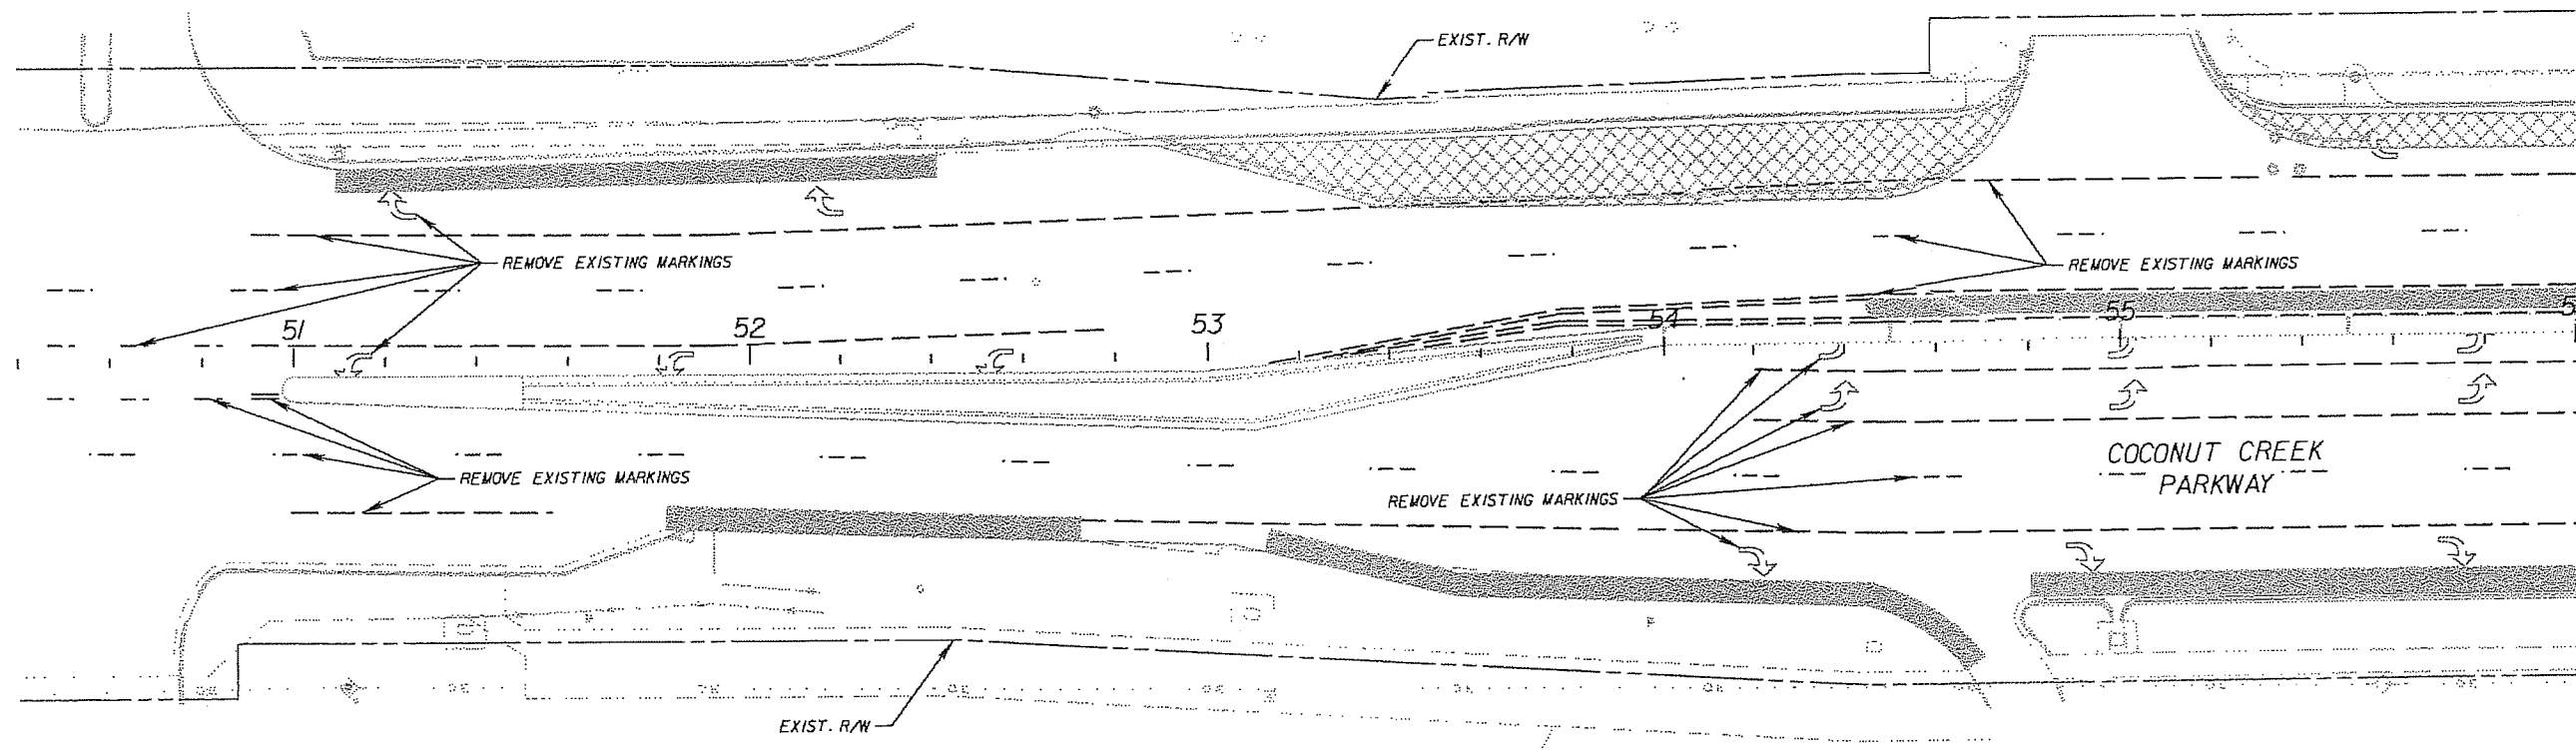 EXIST. R/W
REMOVE EXISTING MARKINGS
REMOVE EXISTING MARKINGS
51
52
53
54
55
COCONUT CREEK
PARKWAY
REMOVE EXISTING MARKINGS
REMOVE EXISTING MARKINGS
EXIST. R/W